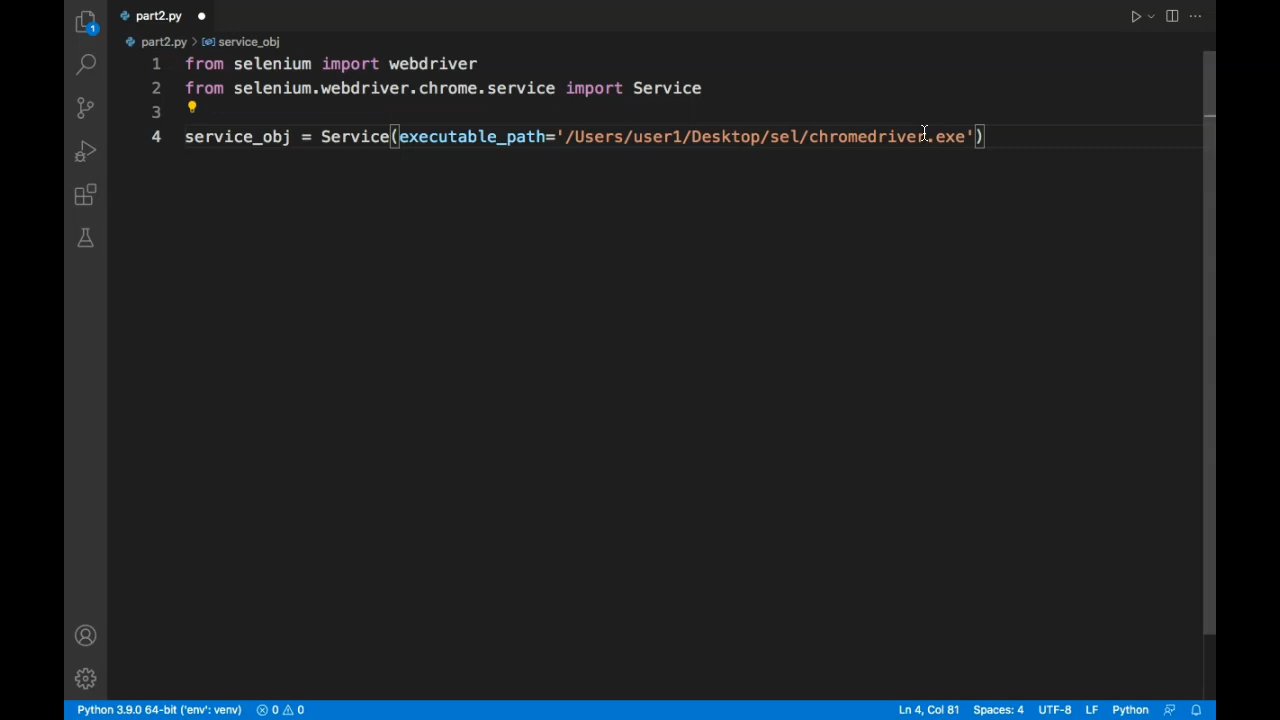 part2.py
part2.py > service_obj
1
1 from selenium import webdriver
2 from selenium.webdriver.chrome.service import Service
3
4 service_obj = Service(executable_path='/Users/user1/Desktop/sel/chromedriver.exe')
Python 3.9.0 64-bit ('env': venv) 0 0 Ln 4, Col 81 Spaces: 4 UTF-8 LF Python